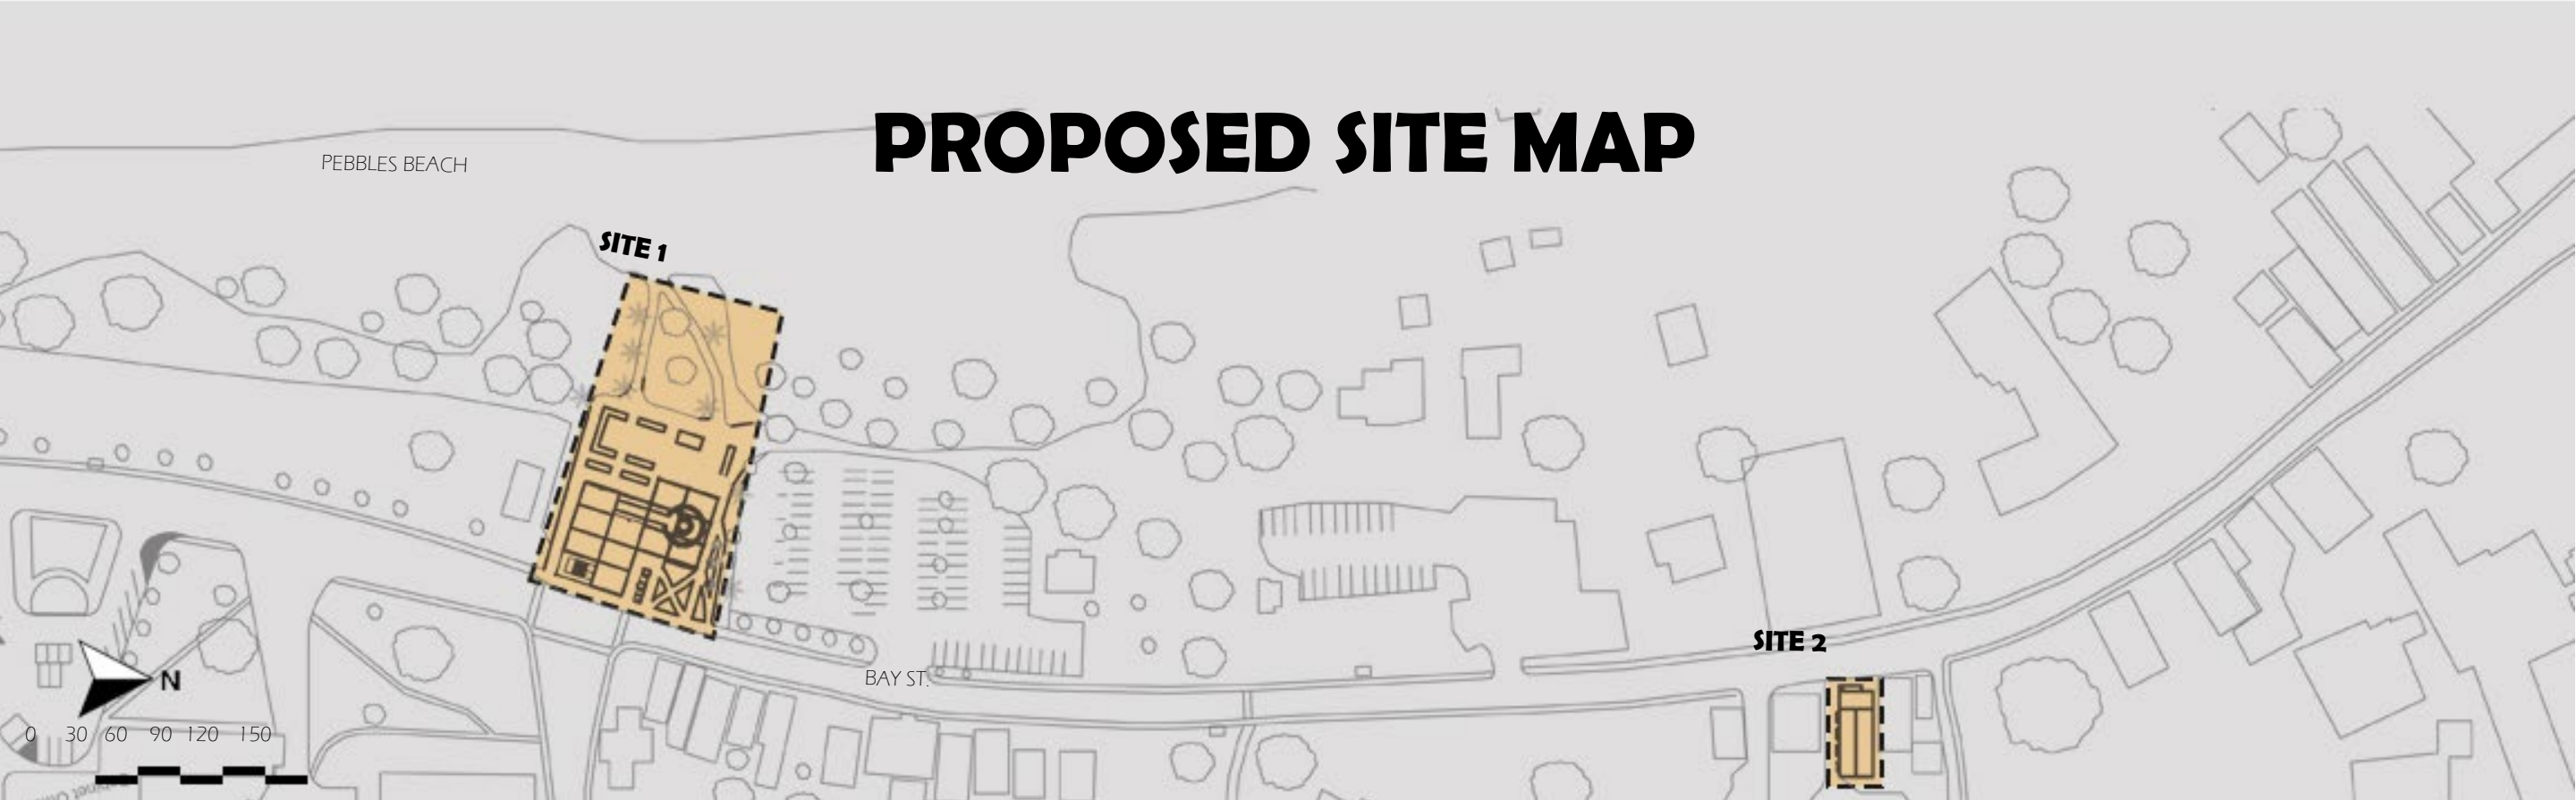 PROPOSED SITE MAP
PEBBLES BEACH
SITE 1
SITE 2
BAY ST.
N
0 30 60 90 120 150